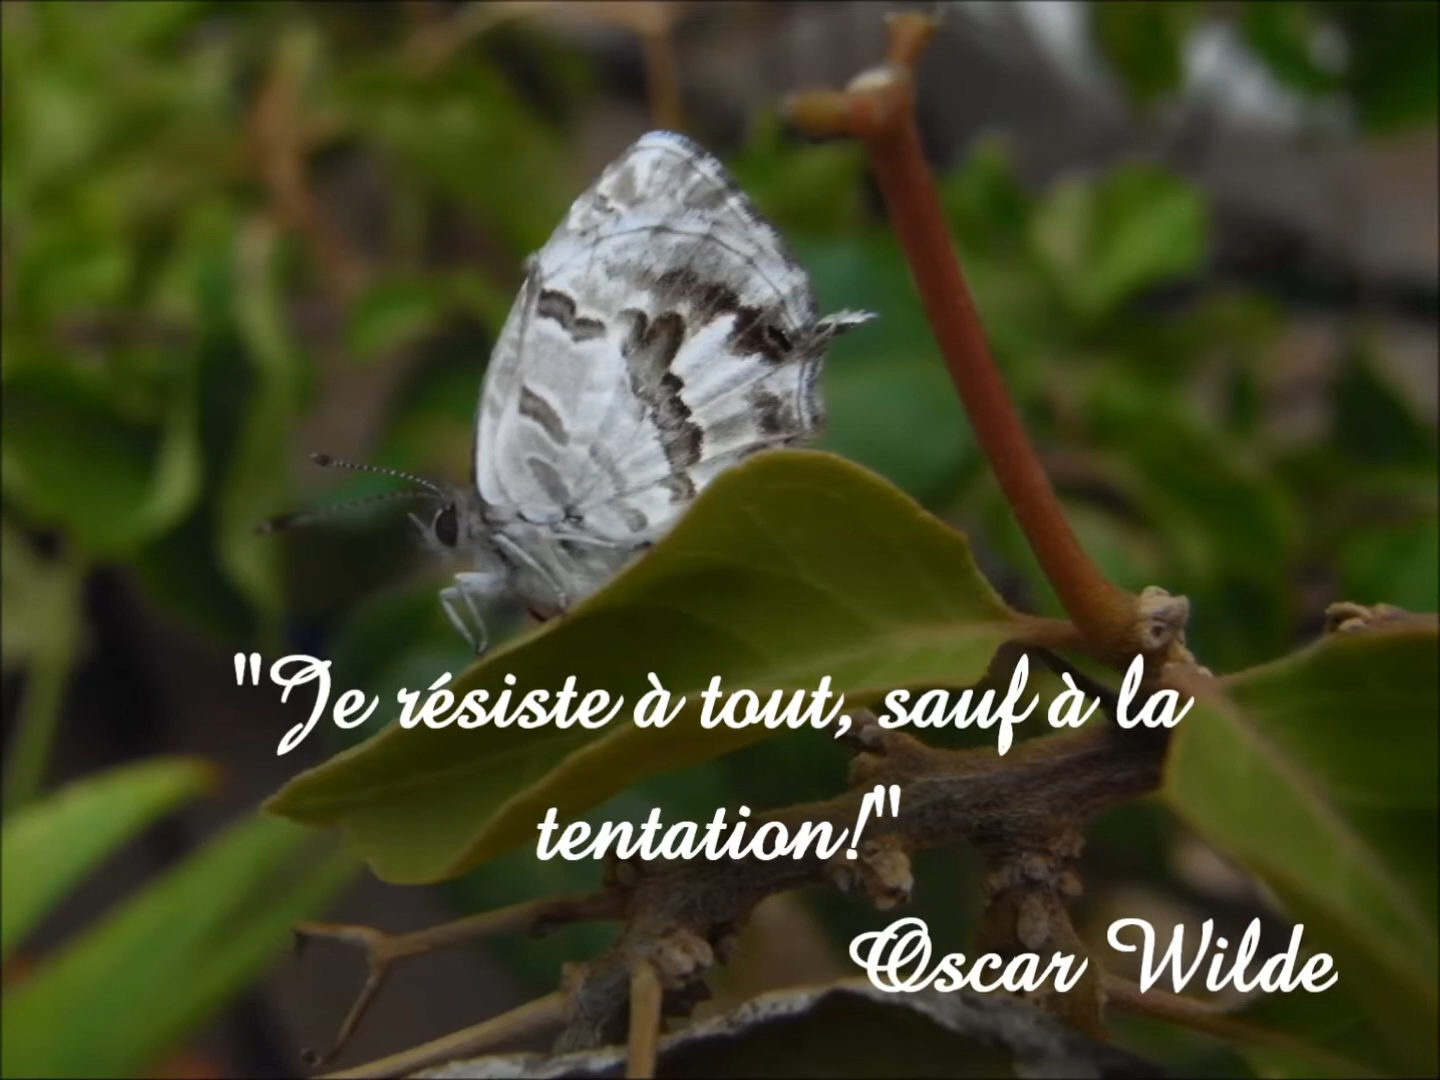 "Je résiste à tout, sauf à la
tentation!"
Oscar Wilde